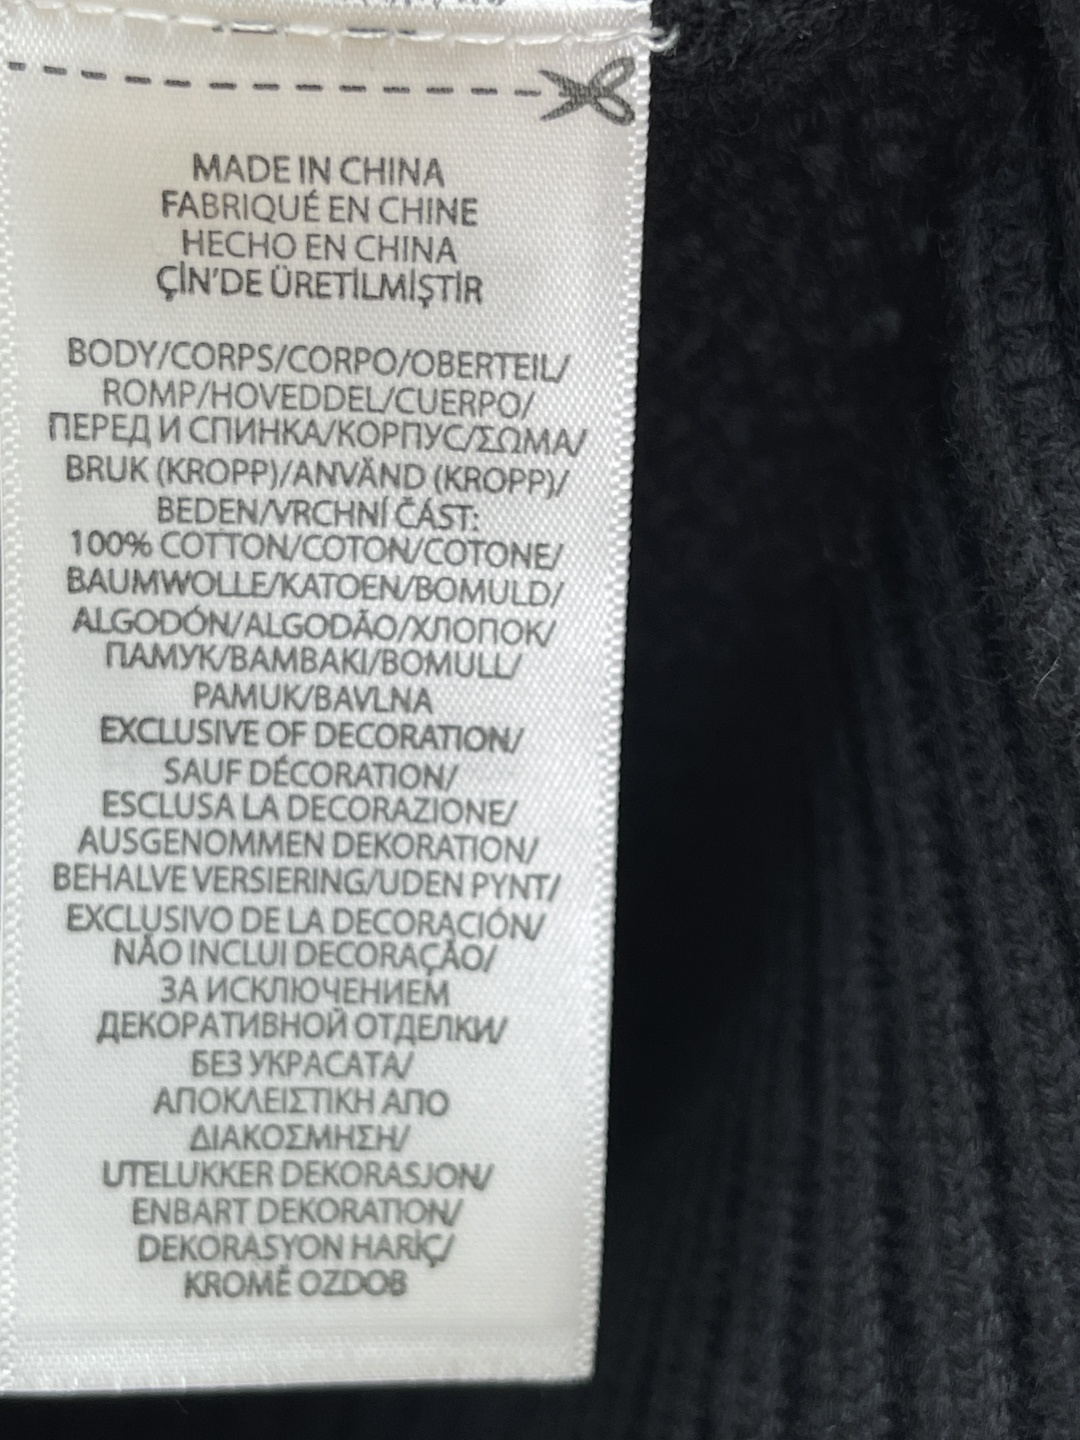 MADE IN CHINA
FABRIQUÉ EN CHINE
HECHO EN CHINA
ÇİN'DE ÜRETİLMİŞTİR
BODY/CORPS/CORPO/OBERTEIL/
ROMP/HOVEDDEL/CUERPO/
ПЕРЕД И СПИНКА/КОРПУС/ΣΩΜΑ/
BRUK (KROPP)/ANVÄND (KROPP)/
BEDEN/VRCHNÍ ČÁST:
100% COTTON/COTON/COTONE/
BAUMWOLLE/KATOEN/BOMULD/
ALGODÓN/ALGODÃO/ХЛОПОК/
ПАМУК/ΒΑΜΒΑΚΙ/BOMULL/
PAMUK/BAVLNA
EXCLUSIVE OF DECORATION/
SAUF DÉCORATION/
ESCLUSA LA DECORAZIONE/
AUSGENOMMEN DEKORATION/
BEHALVE VERSIERING/UDEN PYNT/
EXCLUSIVO DE LA DECORACIÓN/
NÃO INCLUI DECORAÇÃO/
ЗА ИСКЛЮЧЕНИЕМ
ДЕКОРАТИВНОЙ ОТДЕЛКИ/
БЕЗ УКРАСАТА/
ΑΠΟΚΛΕΙΣΤΙΚΗ ΑΠΟ
ΔΙΑΚΟΣΜΗΣΗ/
UTELUKKER DEKORASJON/
ENBART DEKORATION/
DEKORASYON HARİÇ/
KROMĚ OZDOB